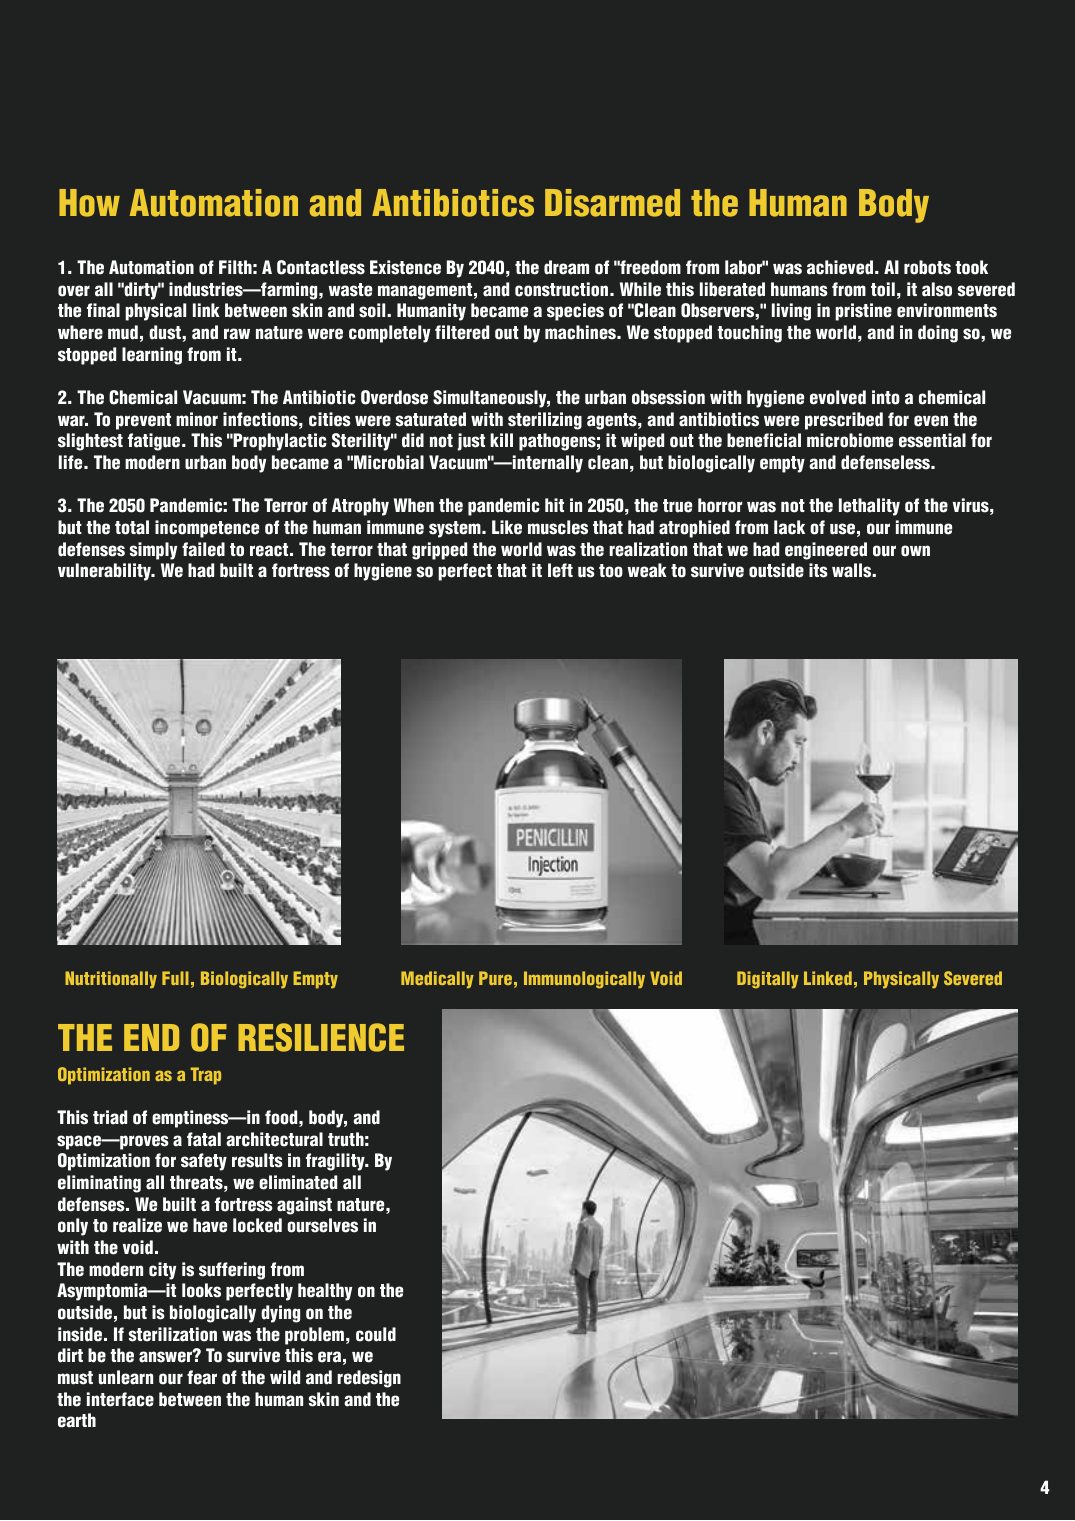 How Automation and Antibiotics Disarmed the Human Body
1. The Automation of Filth: A Contactless Existence By 2040, the dream of "freedom from labor" was achieved. AI robots took
over all "dirty" industries—farming, waste management, and construction. While this liberated humans from toil, it also severed
the final physical link between skin and soil. Humanity became a species of "Clean Observers," living in pristine environments
where mud, dust, and raw nature were completely filtered out by machines. We stopped touching the world, and in doing so, we
stopped learning from it.
2. The Chemical Vacuum: The Antibiotic Overdose Simultaneously, the urban obsession with hygiene evolved into a chemical
war. To prevent minor infections, cities were saturated with sterilizing agents, and antibiotics were prescribed for even the
slightest fatigue. This "Prophylactic Sterility" did not just kill pathogens; it wiped out the beneficial microbiome essential for
life. The modern urban body became a "Microbial Vacuum"—internally clean, but biologically empty and defenseless.
3. The 2050 Pandemic: The Terror of Atrophy When the pandemic hit in 2050, the true horror was not the lethality of the virus,
but the total incompetence of the human immune system. Like muscles that had atrophied from lack of use, our immune
defenses simply failed to react. The terror that gripped the world was the realization that we had engineered our own
vulnerability. We had built a fortress of hygiene so perfect that it left us too weak to survive outside its walls.
PENICILLIN
Injection
Nutritionally Full, Biologically Empty
Medically Pure, Immunologically Void
Digitally Linked, Physically Severed
THE END OF RESILIENCE
Optimization as a Trap
This triad of emptiness—in food, body, and
space—proves a fatal architectural truth:
Optimization for safety results in fragility. By
eliminating all threats, we eliminated all
defenses. We built a fortress against nature,
only to realize we have locked ourselves in
with the void.
The modern city is suffering from
Asymptomia—it looks perfectly healthy on the
outside, but is biologically dying on the
inside. If sterilization was the problem, could
dirt be the answer? To survive this era, we
must unlearn our fear of the wild and redesign
the interface between the human skin and the
earth
4